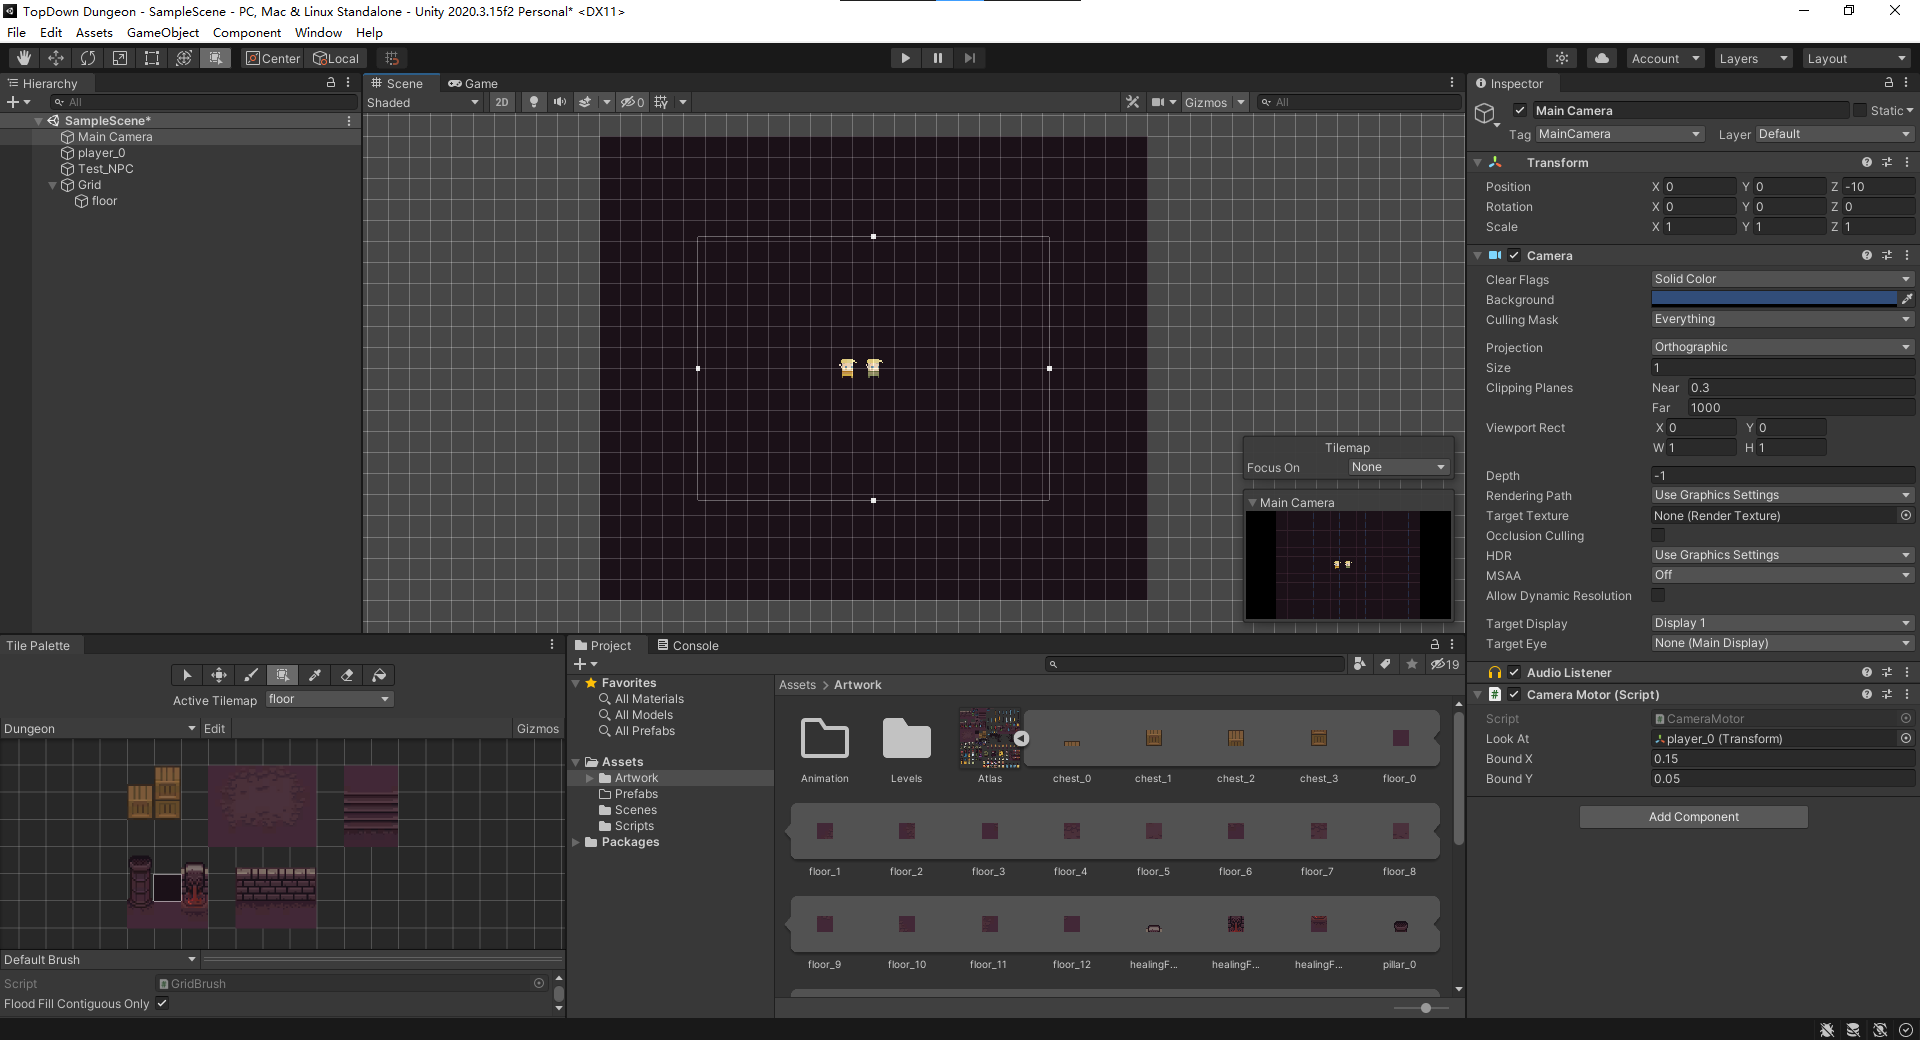 TopDown Dungeon - SampleScene - PC, Mac & Linux Standalone - Unity 2020.3.15f2 Personal* <DX11>
File Edit Assets GameObject Component Window Help
Center Local Account Layers Layout
Hierarchy
All
SampleScene*
Main Camera
player_0
Test_NPC
Grid
floor
Scene Game
Shaded 2D 0 Gizmos All
Tilemap
Focus On None
Main Camera
Inspector
Main Camera Static
Tag MainCamera Layer Default
Transform
Position X 0 Y 0 Z -10
Rotation X 0 Y 0 Z 0
Scale X 1 Y 1 Z 1
Camera
Clear Flags Solid Color
Background
Culling Mask Everything
Projection Orthographic
Size 1
Clipping Planes Near 0.3
Far 1000
Viewport Rect X 0 Y 0
W 1 H 1
Depth -1
Rendering Path Use Graphics Settings
Target Texture None (Render Texture)
Occlusion Culling
HDR Use Graphics Settings
MSAA Off
Allow Dynamic Resolution
Target Display Display 1
Target Eye None (Main Display)
Audio Listener
Camera Motor (Script)
Script CameraMotor
Look At player_0 (Transform)
Bound X 0.15
Bound Y 0.05
Add Component
Tile Palette
Active Tilemap floor
Dungeon Edit Gizmos
Default Brush
Script GridBrush
Flood Fill Contiguous Only
Project Console
19
Favorites
All Materials
All Models
All Prefabs
Assets
Artwork
Prefabs
Scenes
Scripts
Packages
Assets > Artwork
Animation Levels Atlas chest_0 chest_1 chest_2 chest_3 floor_0
floor_1 floor_2 floor_3 floor_4 floor_5 floor_6 floor_7 floor_8
floor_9 floor_10 floor_11 floor_12 healingF... healingF... healingF... pillar_0